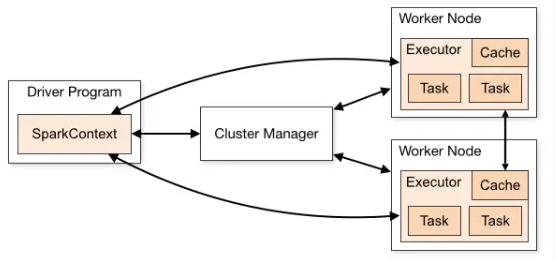 Driver Program
SparkContext
Cluster Manager
Worker Node
Executor
Cache
Task
Task
Worker Node
Executor
Cache
Task
Task